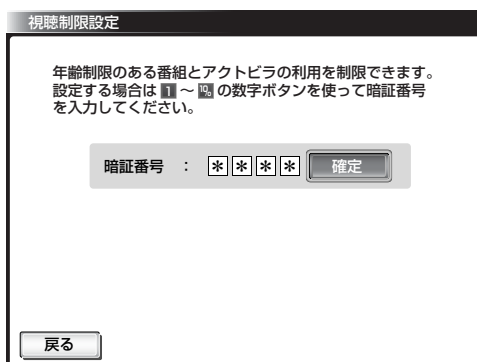 視聴制限設定
年齢制限のある番組とアクトビラの利用を制限できます。
設定する場合は 1 ～ 10 の数字ボタンを使って暗証番号
を入力してください。
暗証番号 ： * * * * 確定
戻る